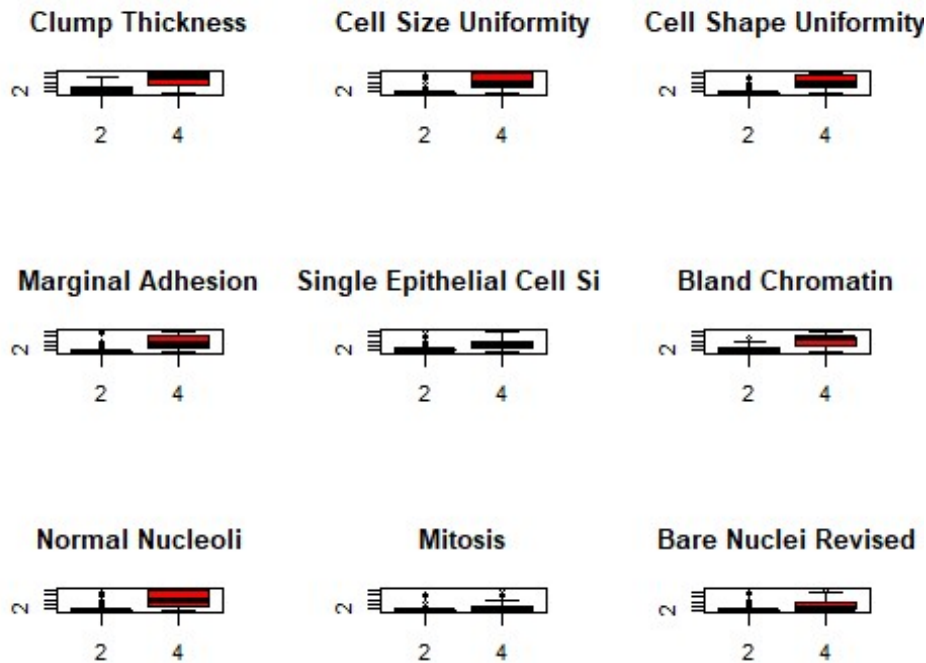 Clump Thickness
Cell Size Uniformity
Cell Shape Uniformity
2
2 4
2
2 4
2
2 4
Marginal Adhesion
Single Epithelial Cell Si
Bland Chromatin
2
2 4
2
2 4
2
2 4
Normal Nucleoli
Mitosis
Bare Nuclei Revised
2
2 4
2
2 4
2
2 4